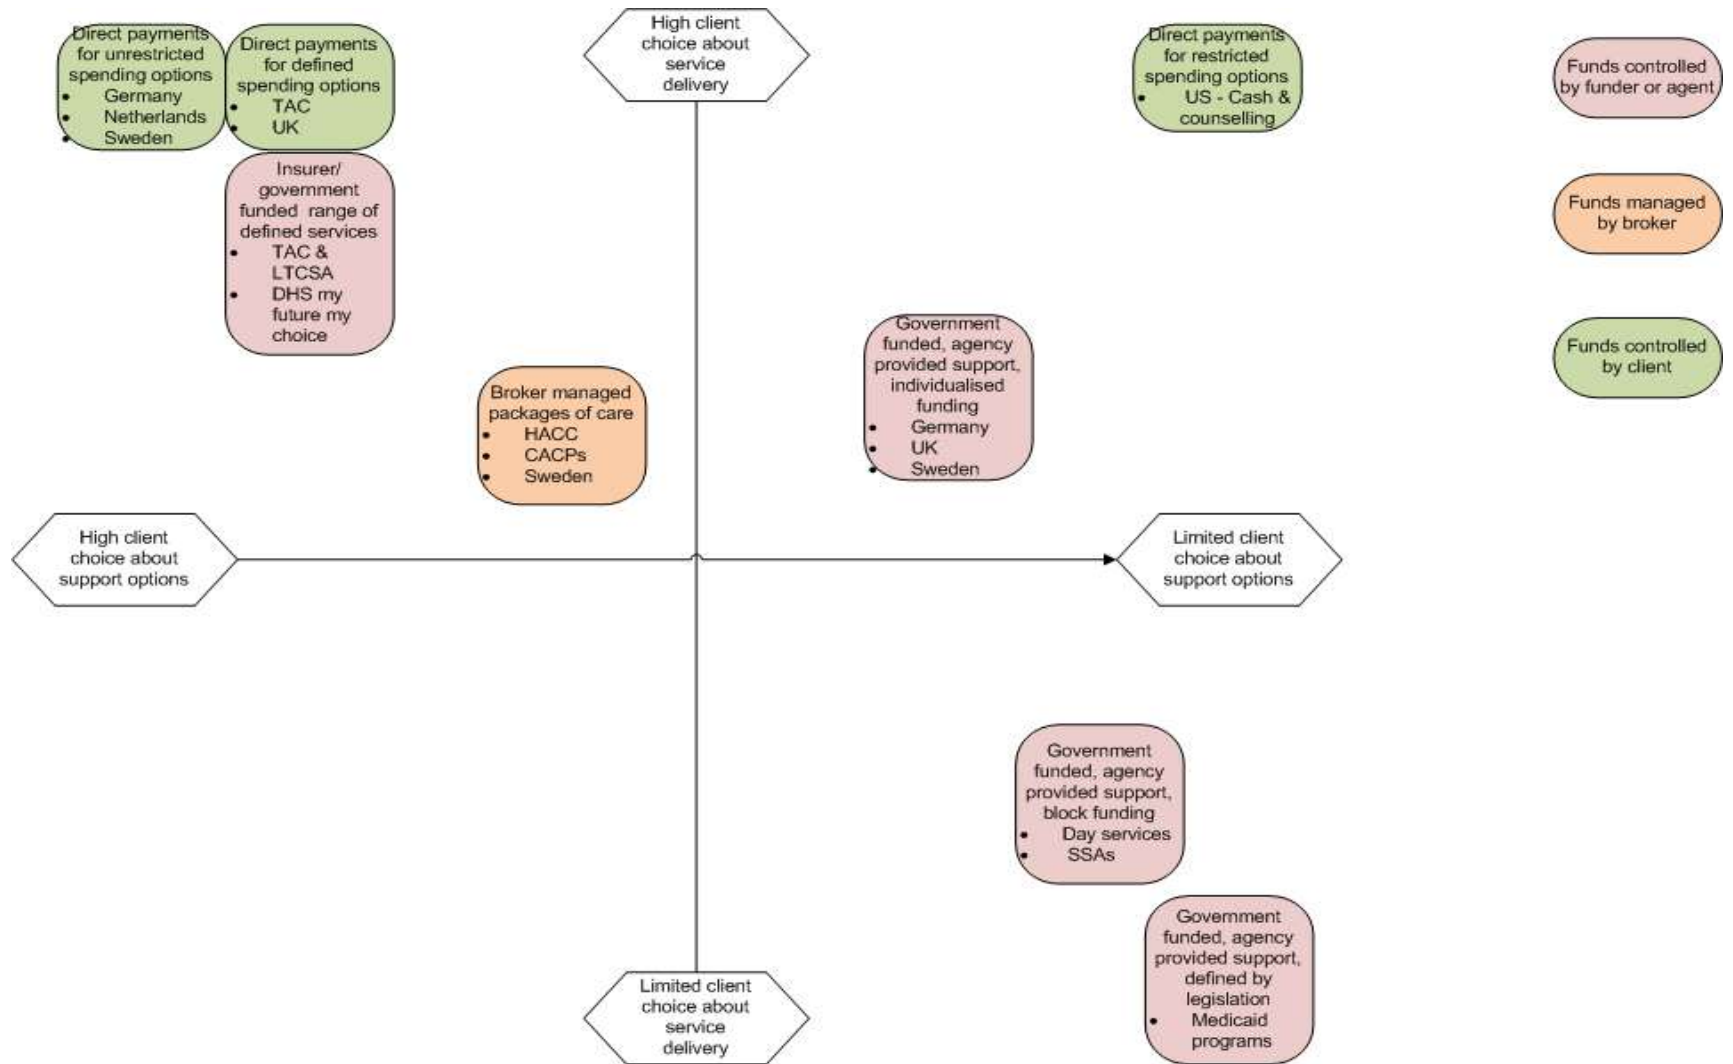 Direct payments
for unrestricted
spending options
• Germany
• Netherlands
• Sweden
Direct payments
for defined
spending options
• TAC
• UK
High client
choice about
service
delivery
Direct payments
for restricted
spending options
• US - Cash &
counselling
Funds controlled
by funder or agent
Insurer/
government
funded range of
defined services
• TAC &
LTCSA
• DHS my
future my
choice
Funds managed
by broker
Government
funded, agency
provided support,
individualised
funding
• Germany
• UK
• Sweden
Funds controlled
by client
Broker managed
packages of care
• HACC
• CACPs
• Sweden
High client
choice about
support options
Limited client
choice about
support options
Government
funded, agency
provided support,
block funding
• Day services
• SSAs
Government
funded, agency
provided support,
defined by
legislation
• Medicaid
programs
Limited client
choice about
service
delivery